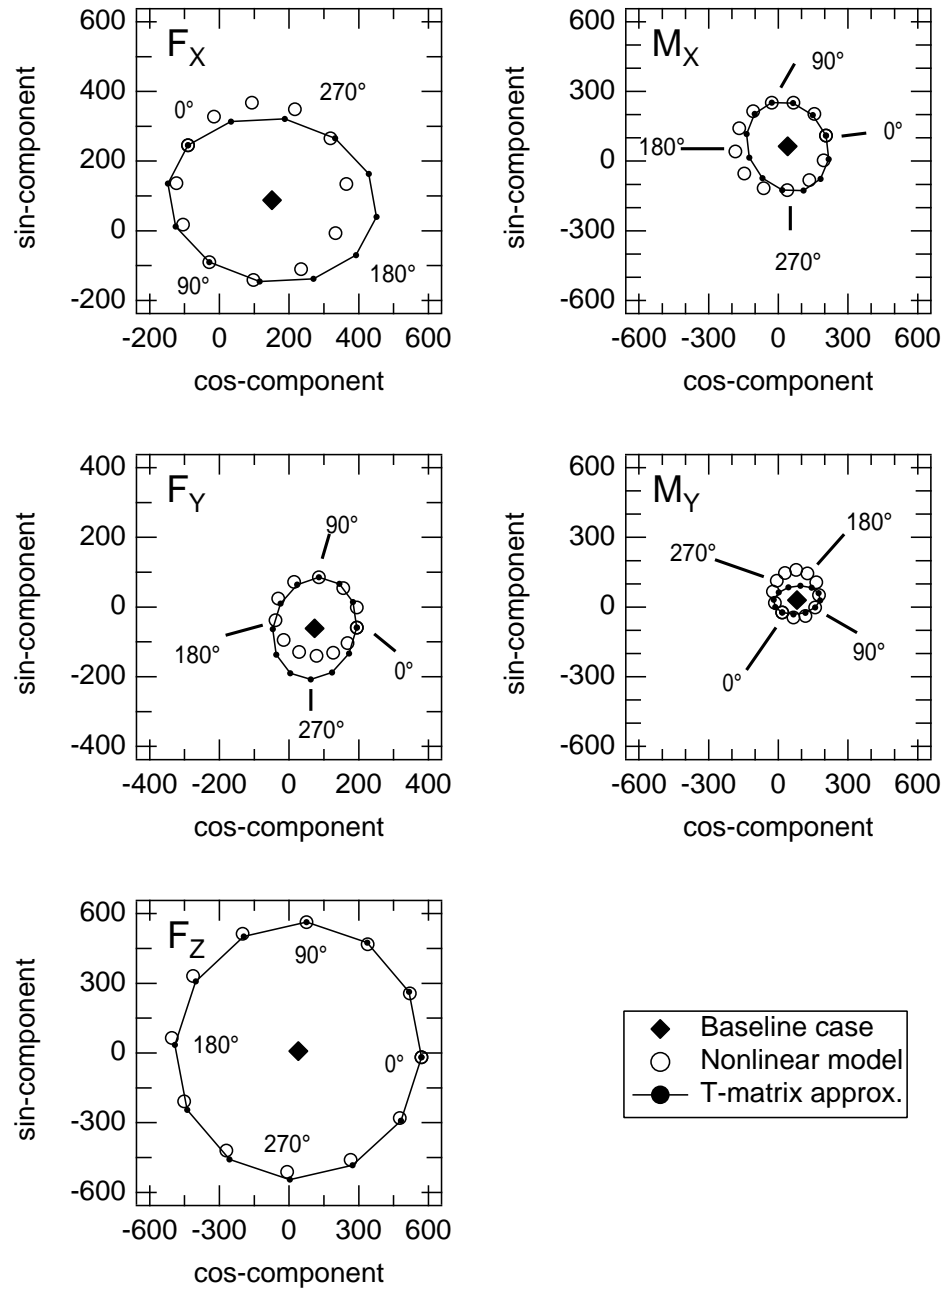 600
400
200
0
-200
sin-component
F_X
0°
270°
90°
180°
-200 0 200 400 600
cos-component
600
300
0
-300
-600
sin-component
M_X
90°
0°
180°
270°
-600 -300 0 300 600
cos-component
400
200
0
-200
-400
sin-component
F_Y
90°
180°
0°
270°
-400 -200 0 200 400
cos-component
600
300
0
-300
-600
sin-component
M_Y
180°
270°
90°
0°
-600 -300 0 300 600
cos-component
600
300
0
-300
-600
sin-component
F_Z
90°
180°
0°
270°
-600 -300 0 300 600
cos-component
Baseline case
Nonlinear model
T-matrix approx.